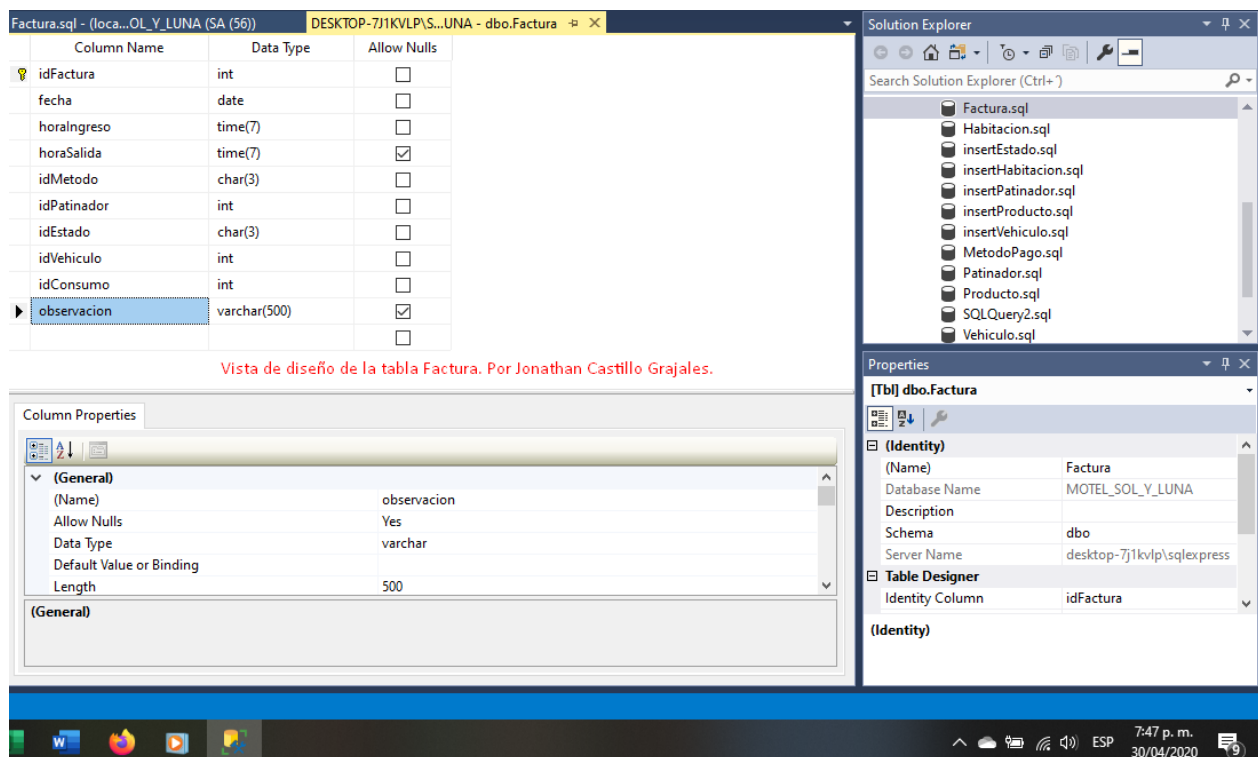 Factura.sql - (loca...OL_Y_LUNA (SA (56))
DESKTOP-7J1KVLP\S...UNA - dbo.Factura
Column Name Data Type Allow Nulls
idFactura int
fecha date
horaIngreso time(7)
horaSalida time(7)
idMetodo char(3)
idPatinador int
idEstado char(3)
idVehiculo int
idConsumo int
observacion varchar(500)
Vista de diseño de la tabla Factura. Por Jonathan Castillo Grajales.
Column Properties
(General)
(Name) observacion
Allow Nulls Yes
Data Type varchar
Default Value or Binding
Length 500
(General)
Solution Explorer
Search Solution Explorer (Ctrl+´)
Factura.sql
Habitacion.sql
insertEstado.sql
insertHabitacion.sql
insertPatinador.sql
insertProducto.sql
insertVehiculo.sql
MetodoPago.sql
Patinador.sql
Producto.sql
SQLQuery2.sql
Vehiculo.sql
Properties
[Tbl] dbo.Factura
(Identity)
(Name) Factura
Database Name MOTEL_SOL_Y_LUNA
Description
Schema dbo
Server Name desktop-7j1kvlp\sqlexpress
Table Designer
Identity Column idFactura
(Identity)
ESP
7:47 p. m.
30/04/2020
9